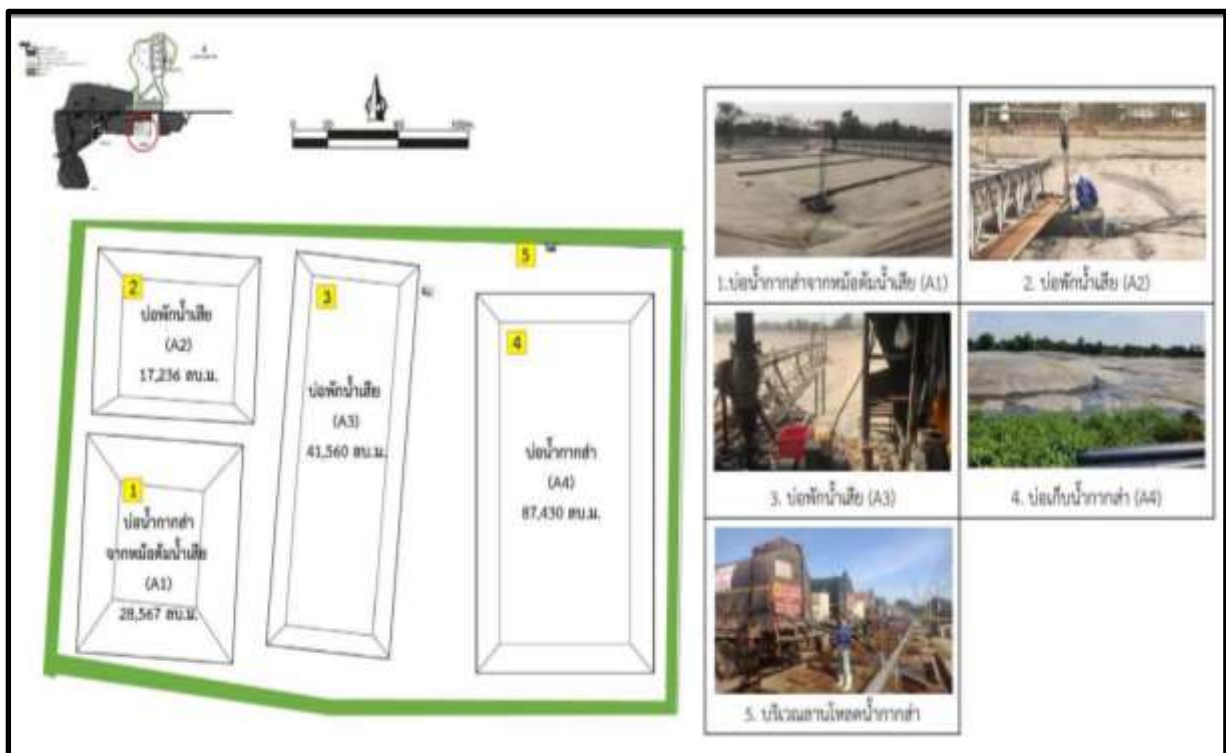 0
100m
2
บ่อพักน้ำเสีย
(A2)
17,236 ลบ.ม.
3
บ่อพักน้ำเสีย
(A3)
41,560 ลบ.ม.
5
4
บ่อน้ำกากส่า
(A4)
87,430 ลบ.ม.
1
บ่อน้ำกากส่า
จากหม้อต้มน้ำเสีย
(A1)
28,567 ลบ.ม.
1.บ่อน้ำกากส่าจากหม้อต้มน้ำเสีย (A1)
2. บ่อพักน้ำเสีย (A2)
3. บ่อพักน้ำเสีย (A3)
4. บ่อเก็บน้ำกากส่า (A4)
5. บริเวณลานโหลดน้ำกากส่า